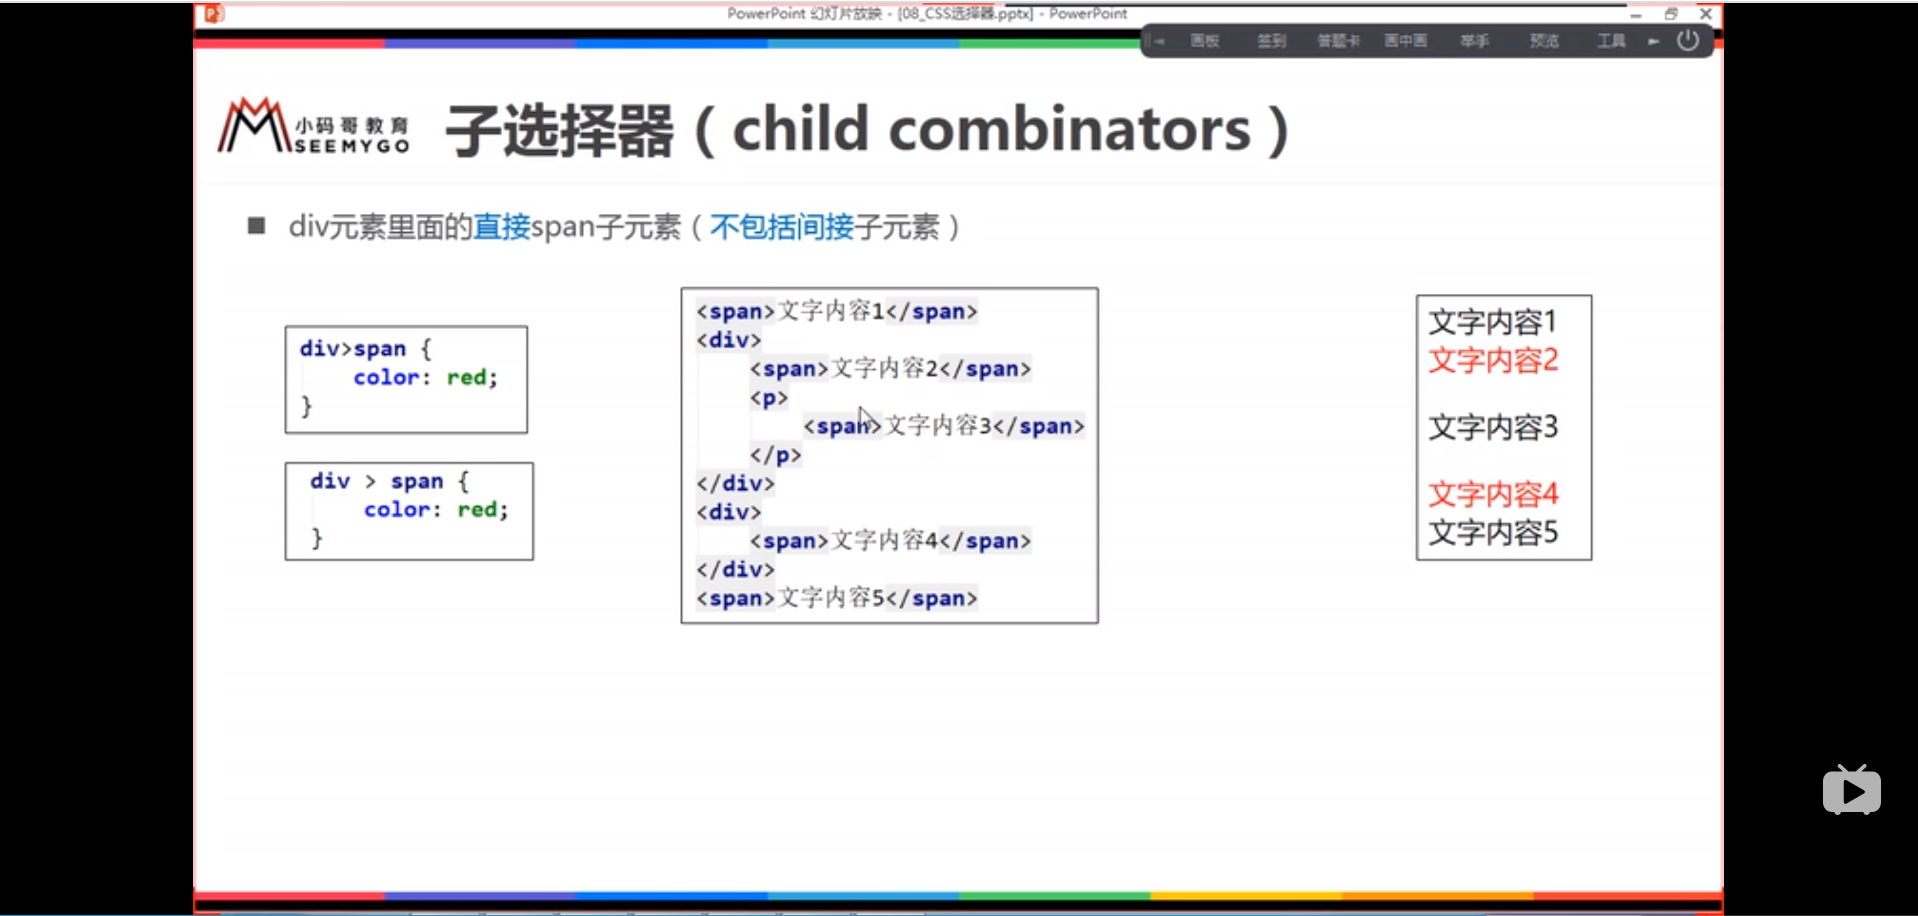 PowerPoint 幻灯片放映 - [08_CSS选择器.pptx] - PowerPoint
画板 签到 答题卡 画中画 举手 预览 工具
小码哥教育
SEEMYGO
子选择器（child combinators）
div元素里面的直接span子元素（不包括间接子元素）
div>span {
color: red;
}
div > span {
color: red;
}
<span>文字内容1</span>
<div>
<span>文字内容2</span>
<p>
<span>文字内容3</span>
</p>
</div>
<div>
<span>文字内容4</span>
</div>
<span>文字内容5</span>
文字内容1
文字内容2
文字内容3
文字内容4
文字内容5